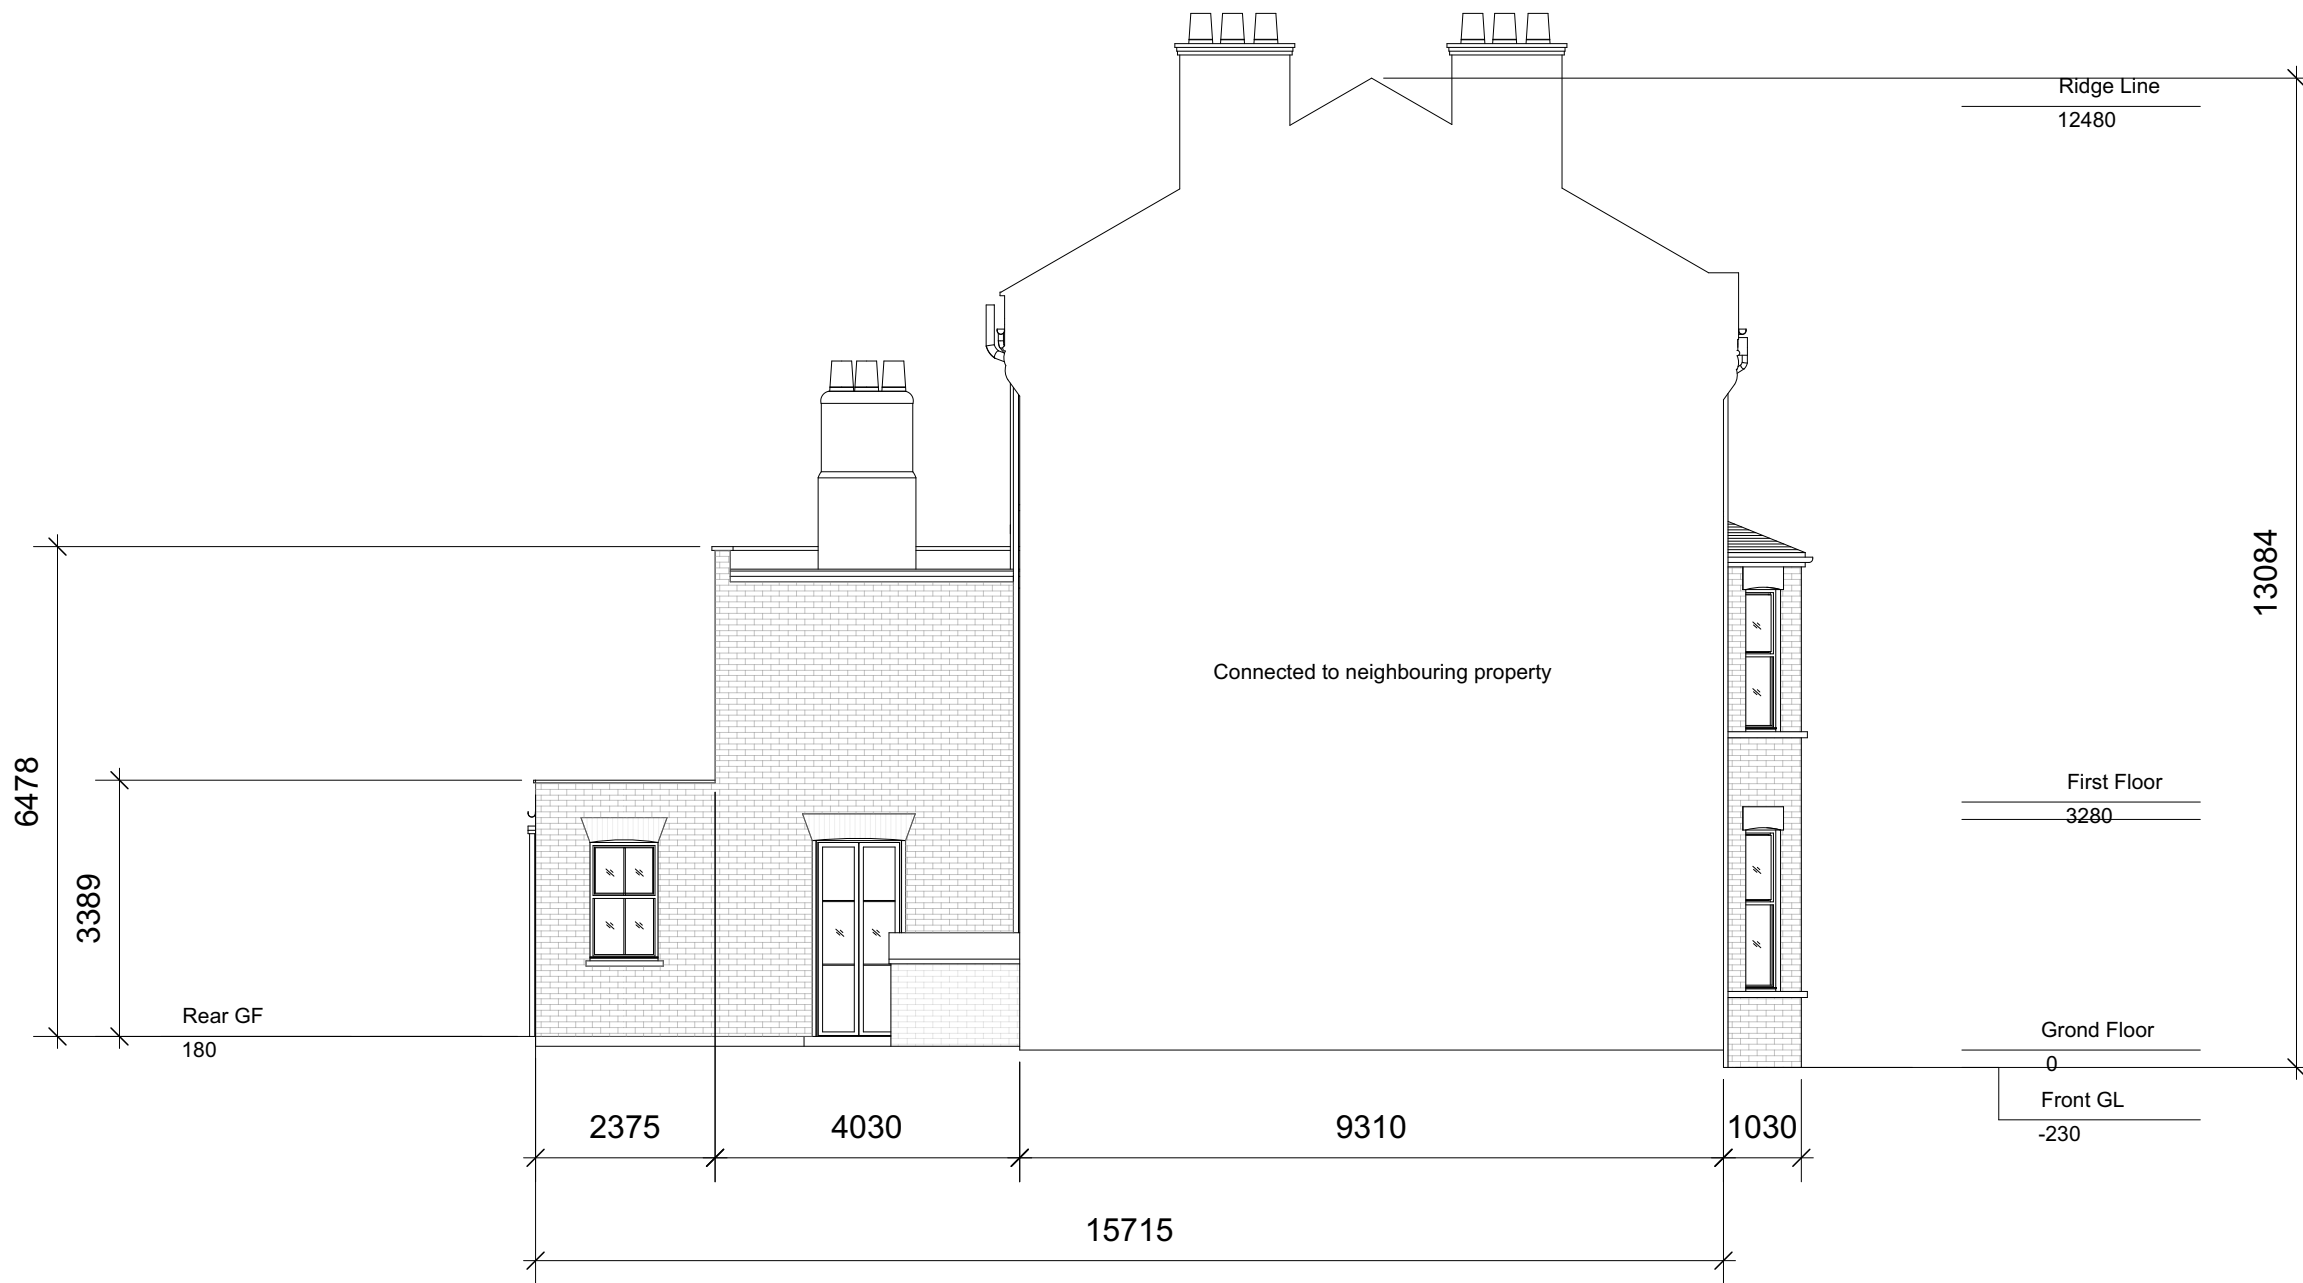 Ridge Line
12480
13084
Connected to neighbouring property
6478
3389
First Floor
3280
Rear GF
180
Grond Floor
0
Front GL
-230
2375
4030
9310
1030
15715